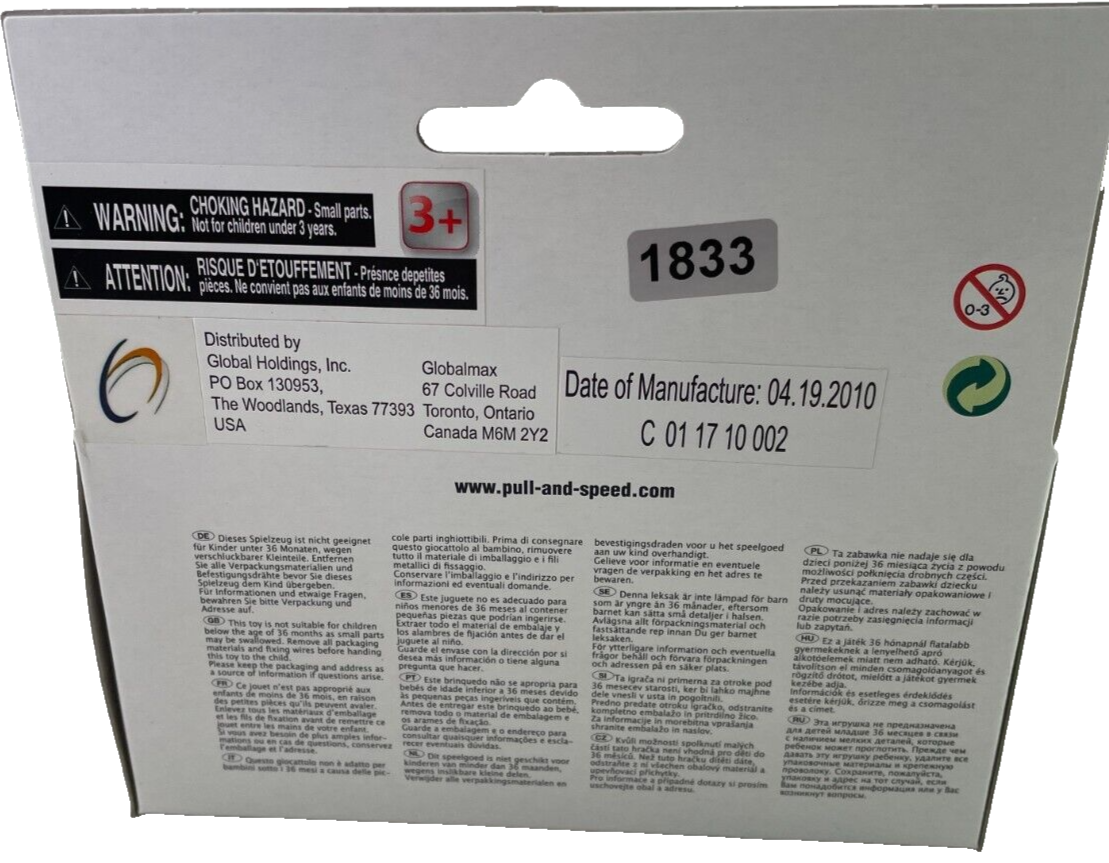 WARNING: CHOKING HAZARD - Small parts.
Not for children under 3 years.
3+
ATTENTION: RISQUE D'ETOUFFEMENT - Présnce depetites
pièces. Ne convient pas aux enfants de moins de 36 mois.
1833
0-3
Distributed by
Global Holdings, Inc.
PO Box 130953,
The Woodlands, Texas 77393
USA
Globalmax
67 Colville Road
Toronto, Ontario
Canada M6M 2Y2
Date of Manufacture: 04.19.2010
C 01 17 10 002
www.pull-and-speed.com
DE Dieses Spielzeug ist nicht geeignet
für Kinder unter 36 Monaten, wegen
verschluckbarer Kleinteile. Entfernen
Sie alle Verpackungsmaterialien und
Befestigungsdrähte bevor Sie dieses
Spielzeug dem Kind übergeben.
Für Informationen und etwaige Fragen,
bewahren Sie bitte Verpackung und
Adresse auf.
GB This toy is not suitable for children
below the age of 36 months as small parts
may be swallowed. Remove all packaging
materials and fixing wires before handing
this toy to the child.
Please keep the packaging and address as
a source of information if questions arise.
FR Ce jouet n'est pas approprié aux
enfants de moins de 36 mois, en raison
des petites pièces qu'ils peuvent avaler.
Enlevez tous les matériaux d'emballage
et les fils de fixation avant de remettre ce
jouet entre les mains de votre enfant.
Si vous avez besoin de plus amples infor-
mations ou en cas de questions, conservez
l'emballage et l'adresse.
IT Questo giocattolo non è adatto per
bambini sotto i 36 mesi a causa delle pic-
cole parti inghiottibili. Prima di consegnare
questo giocattolo al bambino, rimuovere
tutto il materiale di imballaggio e i fili
metallici di fissaggio.
Conservare l'imballaggio e l'indirizzo per
informazioni ed eventuali domande.
ES Este juguete no es adecuado para
niños menores de 36 meses al contener
pequeñas piezas que podrían ingerirse.
Extraer todo el material de embalaje y
los alambres de fijación antes de dar el
juguete al niño.
Guarde el envase con la dirección por si
desea más información o tiene alguna
pregunta que hacer.
PT Este brinquedo não se apropria para
bebés de idade inferior a 36 meses devido
às pequenas peças ingeríveis que contém.
Antes de entregar este brinquedo ao bebé,
remova todo o material de embalagem e
os arames de fixação.
Guarde a embalagem e o endereço para
consultar quaisquer informações e escla-
recer eventuais dúvidas.
NL Dit speelgoed is niet geschikt voor
kinderen van minder dan 36 maanden,
wegens inslikbare kleine delen.
Verwijder alle verpakkingsmaterialen en
bevestigingsdraden voor u het speelgoed
aan uw kind overhandigt.
Gelieve voor informatie en eventuele
vragen de verpakking en het adres te
bewaren.
SE Denna leksak är inte lämpad för barn
som är yngre än 36 månader, eftersom
barnet kan sätta små detaljer i halsen.
Avlägsna allt förpackningsmaterial och
fastsättande rep innan Du ger barnet
leksaken.
För ytterligare information och eventuella
frågor behåll och förvara förpackningen
och adressen på en säker plats.
SI Ta igrača ni primerna za otroke pod
36 mesecev starosti, ker bi lahko majhne
dele vnesli v usta in pogoltnili.
Predno predate otroku igračko, odstranite
kompletno embalažo in pritrdilno žico.
Za informacije in morebitna vprašanja
shranite embalažo in naslov.
CZ Kvůli možnosti spolknutí malých
částí tato hračka není vhodná pro děti do
36 měsíců. Než tuto hračku dítěti dáte,
odstraňte z ní všechen obalový materiál a
upevňovací příchytky.
Pro informace a případné dotazy si prosím
uschovejte obal a adresu.
PL Ta zabawka nie nadaje się dla
dzieci poniżej 36 miesiąca życia z powodu
możliwości połknięcia drobnych części.
Przed przekazaniem zabawki dziecku
należy usunąć materiały opakowaniowe i
druty mocujące.
Opakowanie i adres należy zachować w
razie potrzeby zasięgnięcia informacji
lub zapytań.
HU Ez a játék 36 hónapnál fiatalabb
gyermekeknek a lenyelhető apró
alkotóelemek miatt nem adható. Kérjük,
távolítson el minden csomagolóanyagot és
rögzítő drótot, mielőtt a játékot gyermek
kezébe adja.
Információk és esetleges érdeklődés
esetére kérjük, őrizze meg a csomagolást
és a címet.
RU Эта игрушка не предназначена
для детей младше 36 месяцев в связи
с наличием мелких деталей, которые
ребенок может проглотить. Прежде чем
давать эту игрушку ребенку, удалите все
упаковочные материалы и крепежную
проволоку. Сохраните, пожалуйста,
упаковку и адрес на тот случай, если
Вам понадобится информация или у Вас
возникнут вопросы.